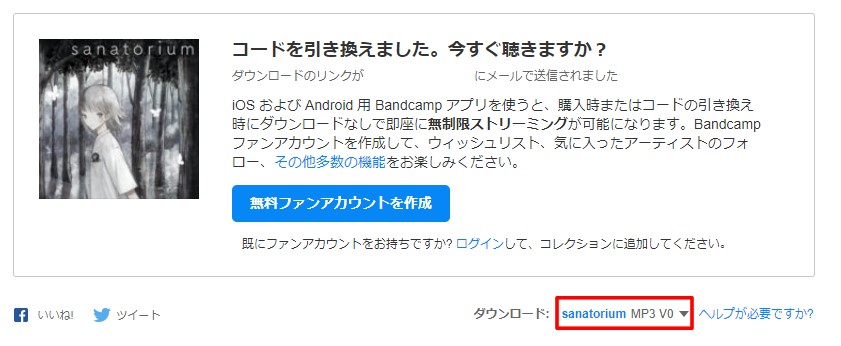 sanatorium
コードを引き換えました。今すぐ聴きますか？
ダウンロードのリンクが にメールで送信されました
iOS および Android 用 Bandcamp アプリを使うと、購入時またはコードの引き換え
時にダウンロードなしで即座に無制限ストリーミングが可能になります。Bandcamp
ファンアカウントを作成して、ウィッシュリスト、気に入ったアーティストのフォ
ロー、その他多数の機能をお楽しみください。
無料ファンアカウントを作成
既にファンアカウントをお持ちですか? ログインして、コレクションに追加してください。
いいね! ツイート ダウンロード: sanatorium MP3 V0 ヘルプが必要ですか?